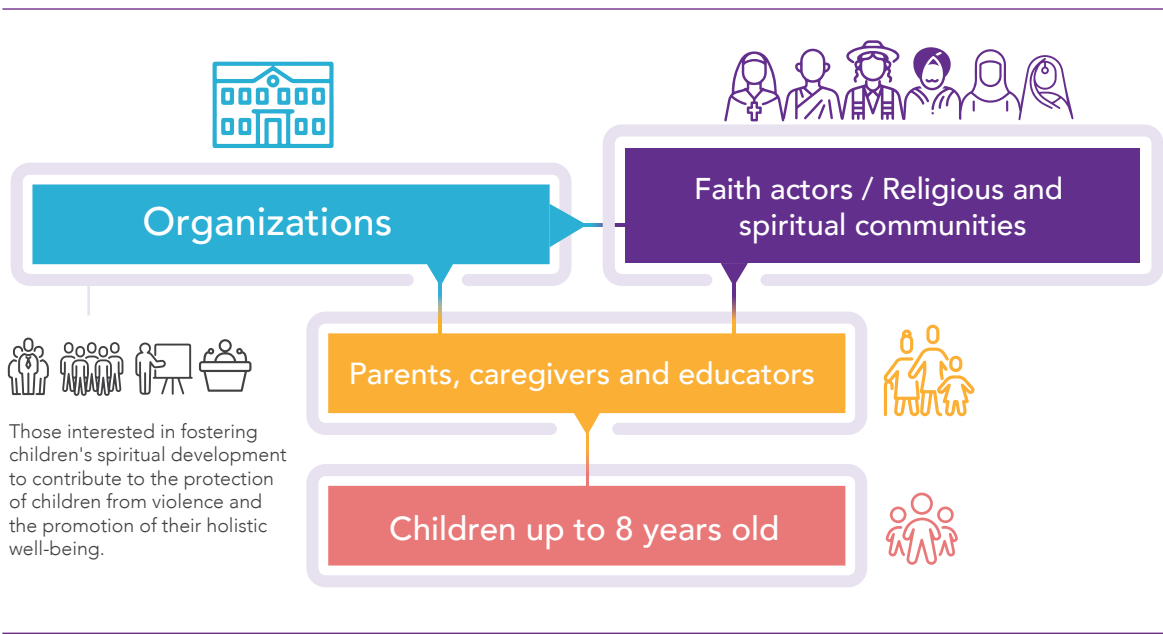 Organizations
Faith actors / Religious and
spiritual communities
Parents, caregivers and educators
Those interested in fostering
children's spiritual development
to contribute to the protection
of children from violence and
the promotion of their holistic
well-being.
Children up to 8 years old